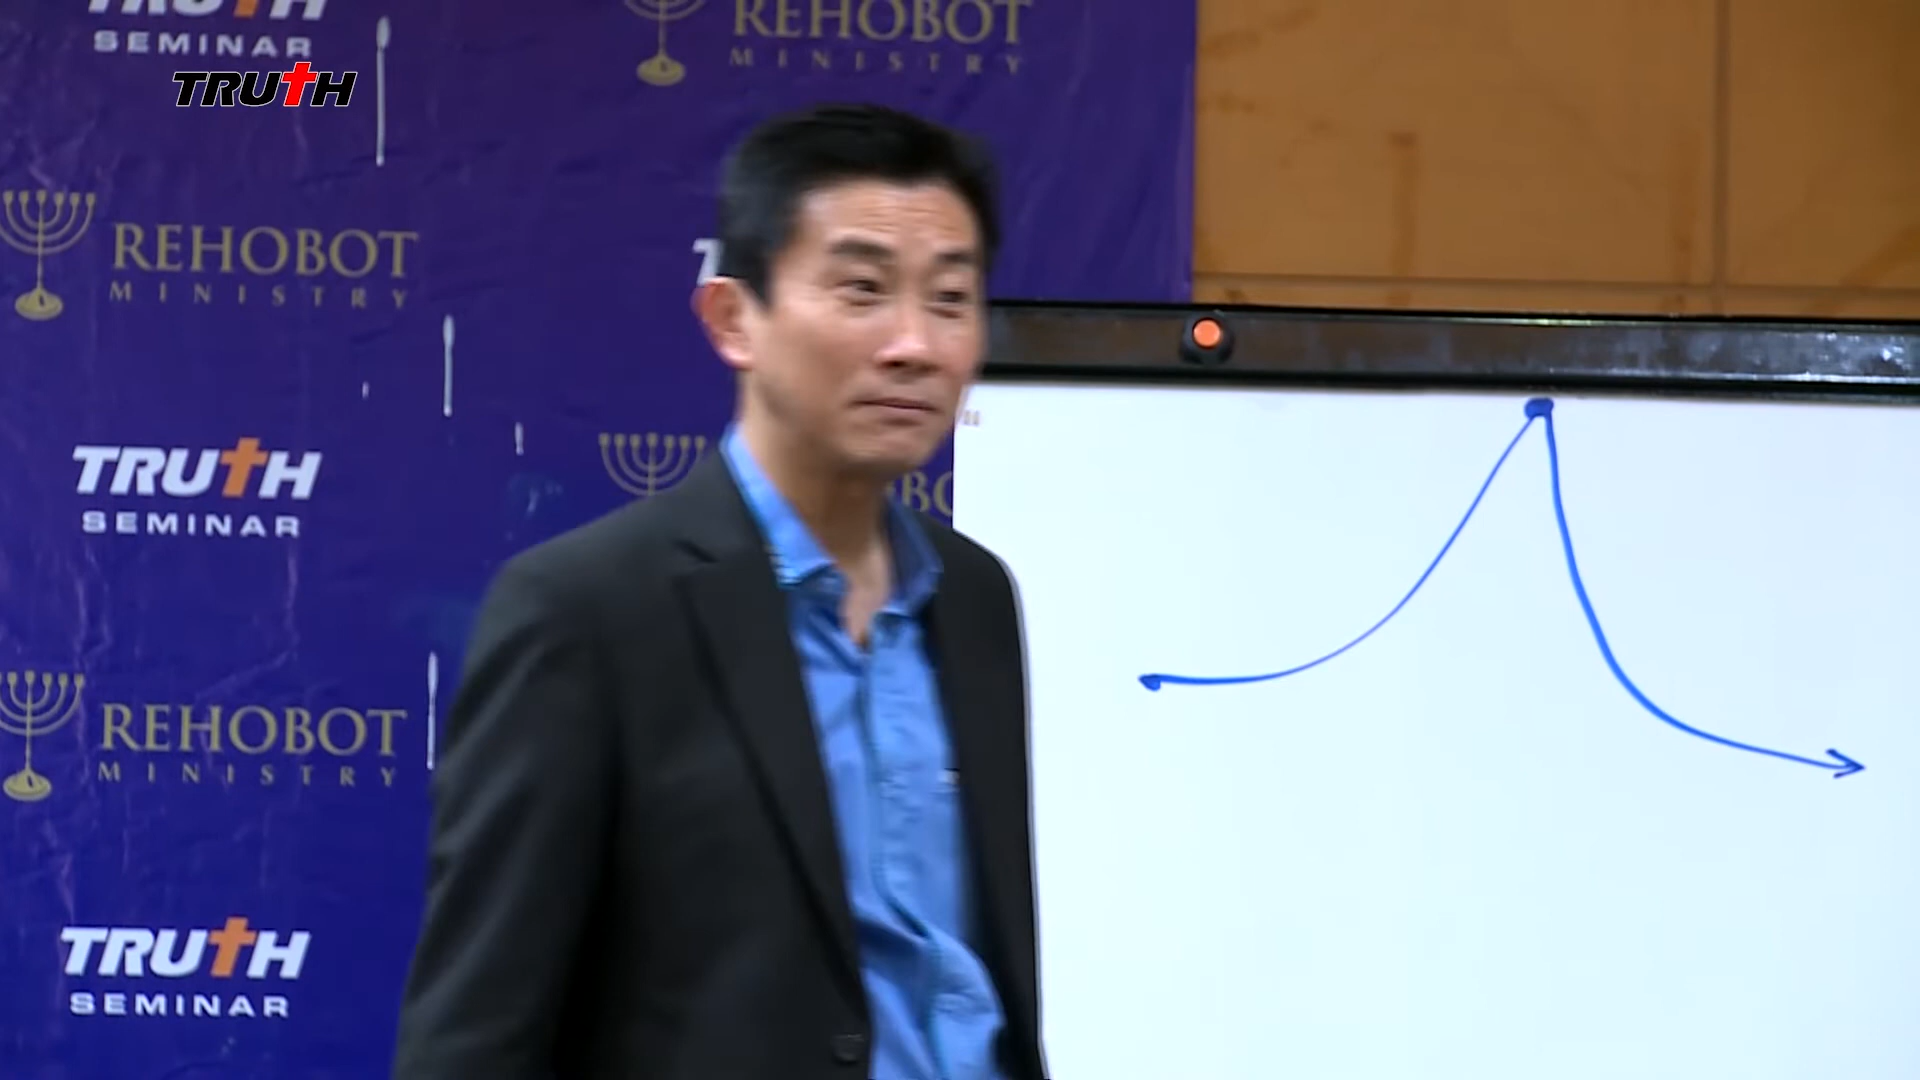 TRUTH
SEMINAR
REHOBOT
MINISTRY
TRUTH
REHOBOT
MINISTRY
TRUTH
SEMINAR
REHOBOT
MINISTRY
TRUTH
SEMINAR